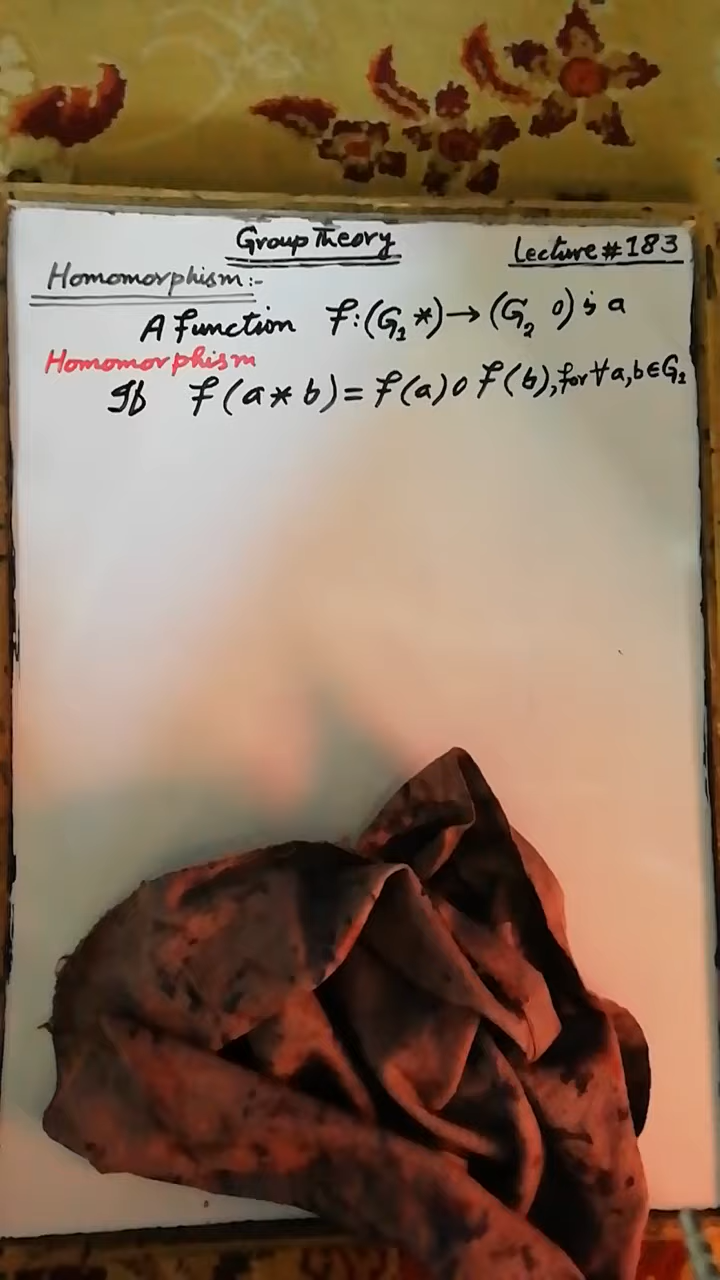 Group Theory
Lecture # 183
Homomorphism:-
A function f:(G₁ *) → (G₂ o) is a
Homomorphism
If f(a * b) = f(a) o f(b), for ∀ a,b ∈ G₁